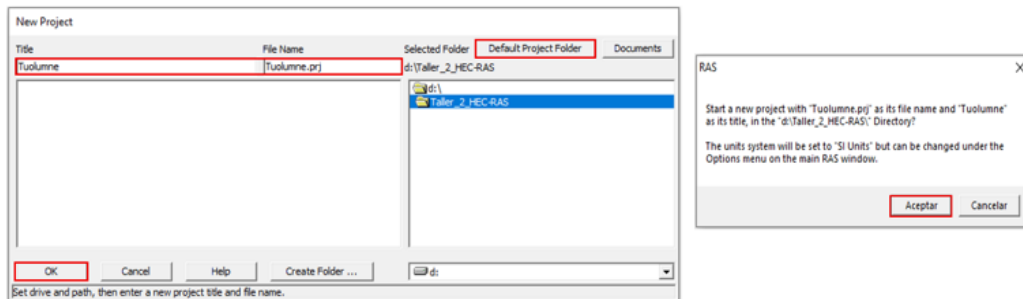 New Project
Title File Name Selected Folder Default Project Folder Documents
Tuolumne Tuolumne.prj d:\Taller_2_HEC-RAS
d:\
Taller_2_HEC-RAS
OK Cancel Help Create Folder ... d:
Set drive and path, then enter a new project title and file name.
RAS X
Start a new project with "Tuolumne.prj" as its file name and "Tuolumne"
as its title, in the "d:\Taller_2_HEC-RAS\" Directory?
The units system will be set to "SI Units" but can be changed under the
Options menu on the main RAS window.
Aceptar Cancelar